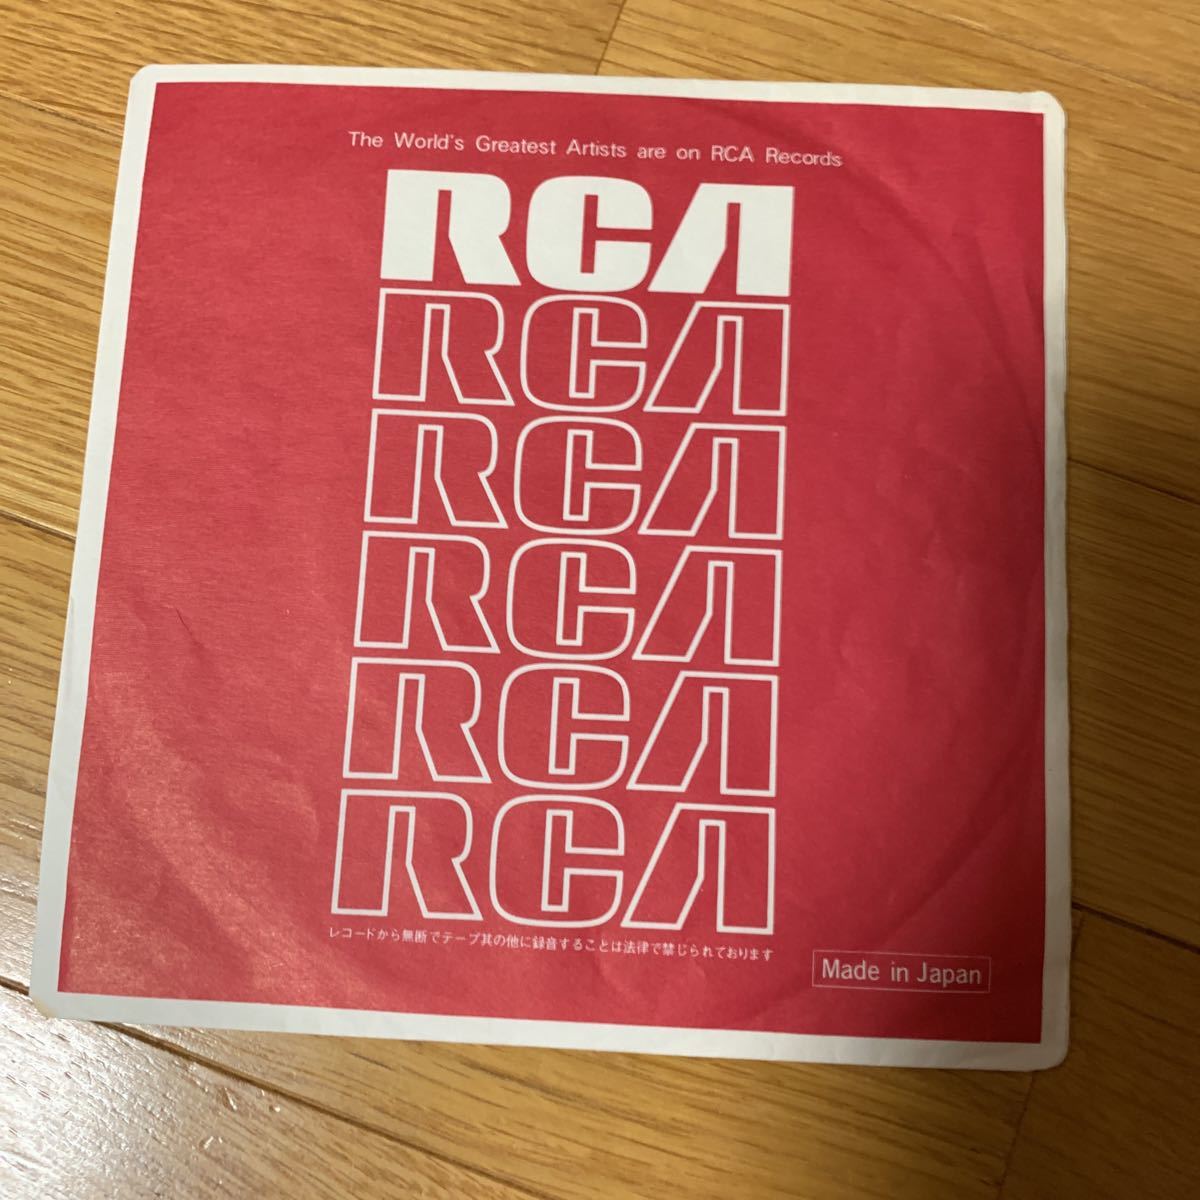 The World's Greatest Artists are on RCA Records
RCA
RCA
RCA
RCA
RCA
RCA
レコードから無断でテープ其の他に録音することは法律で禁じられております
Made in Japan